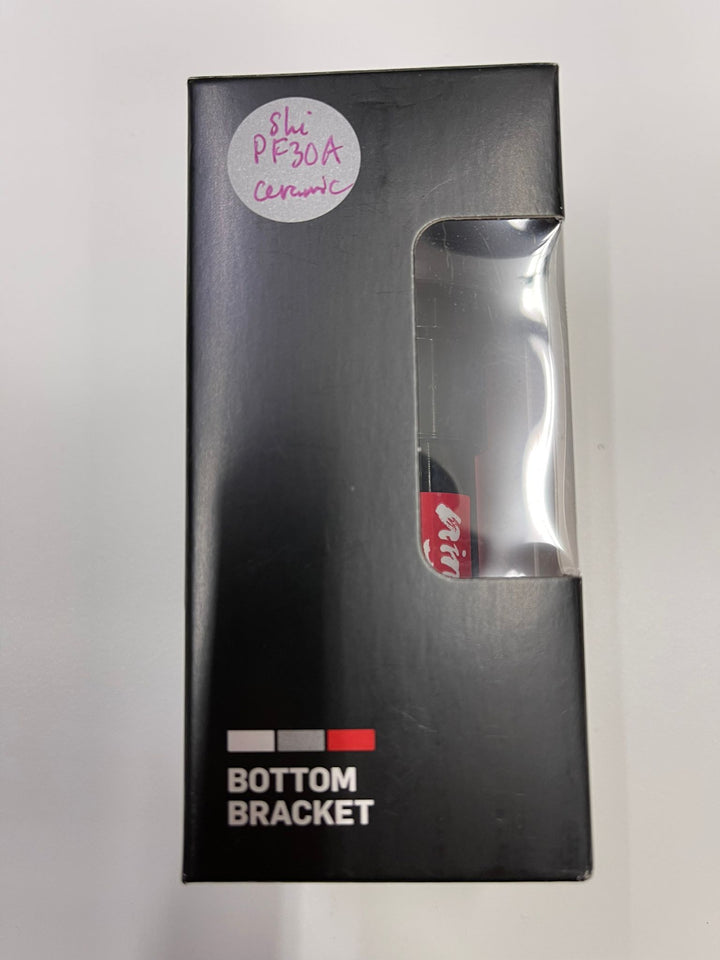 Shi
PF30A
ceramic
BOTTOM
BRACKET